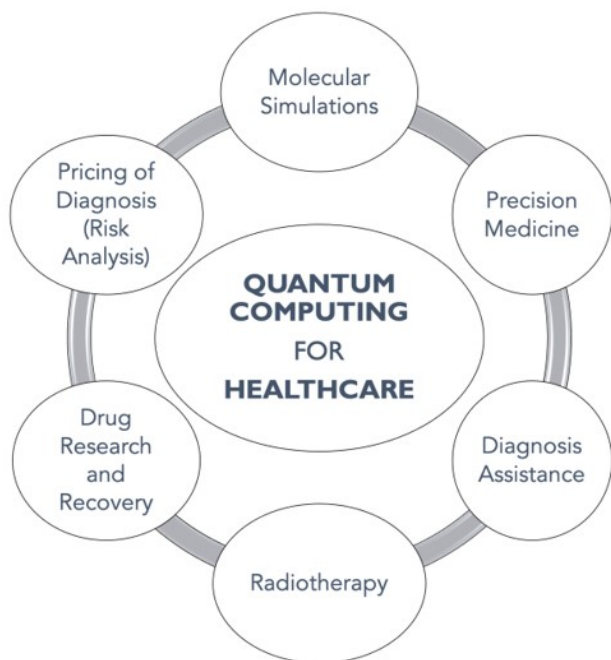 Molecular
Simulations
Pricing of
Diagnosis
(Risk
Analysis)
Precision
Medicine
QUANTUM
COMPUTING
FOR
HEALTHCARE
Drug
Research
and
Recovery
Diagnosis
Assistance
Radiotherapy